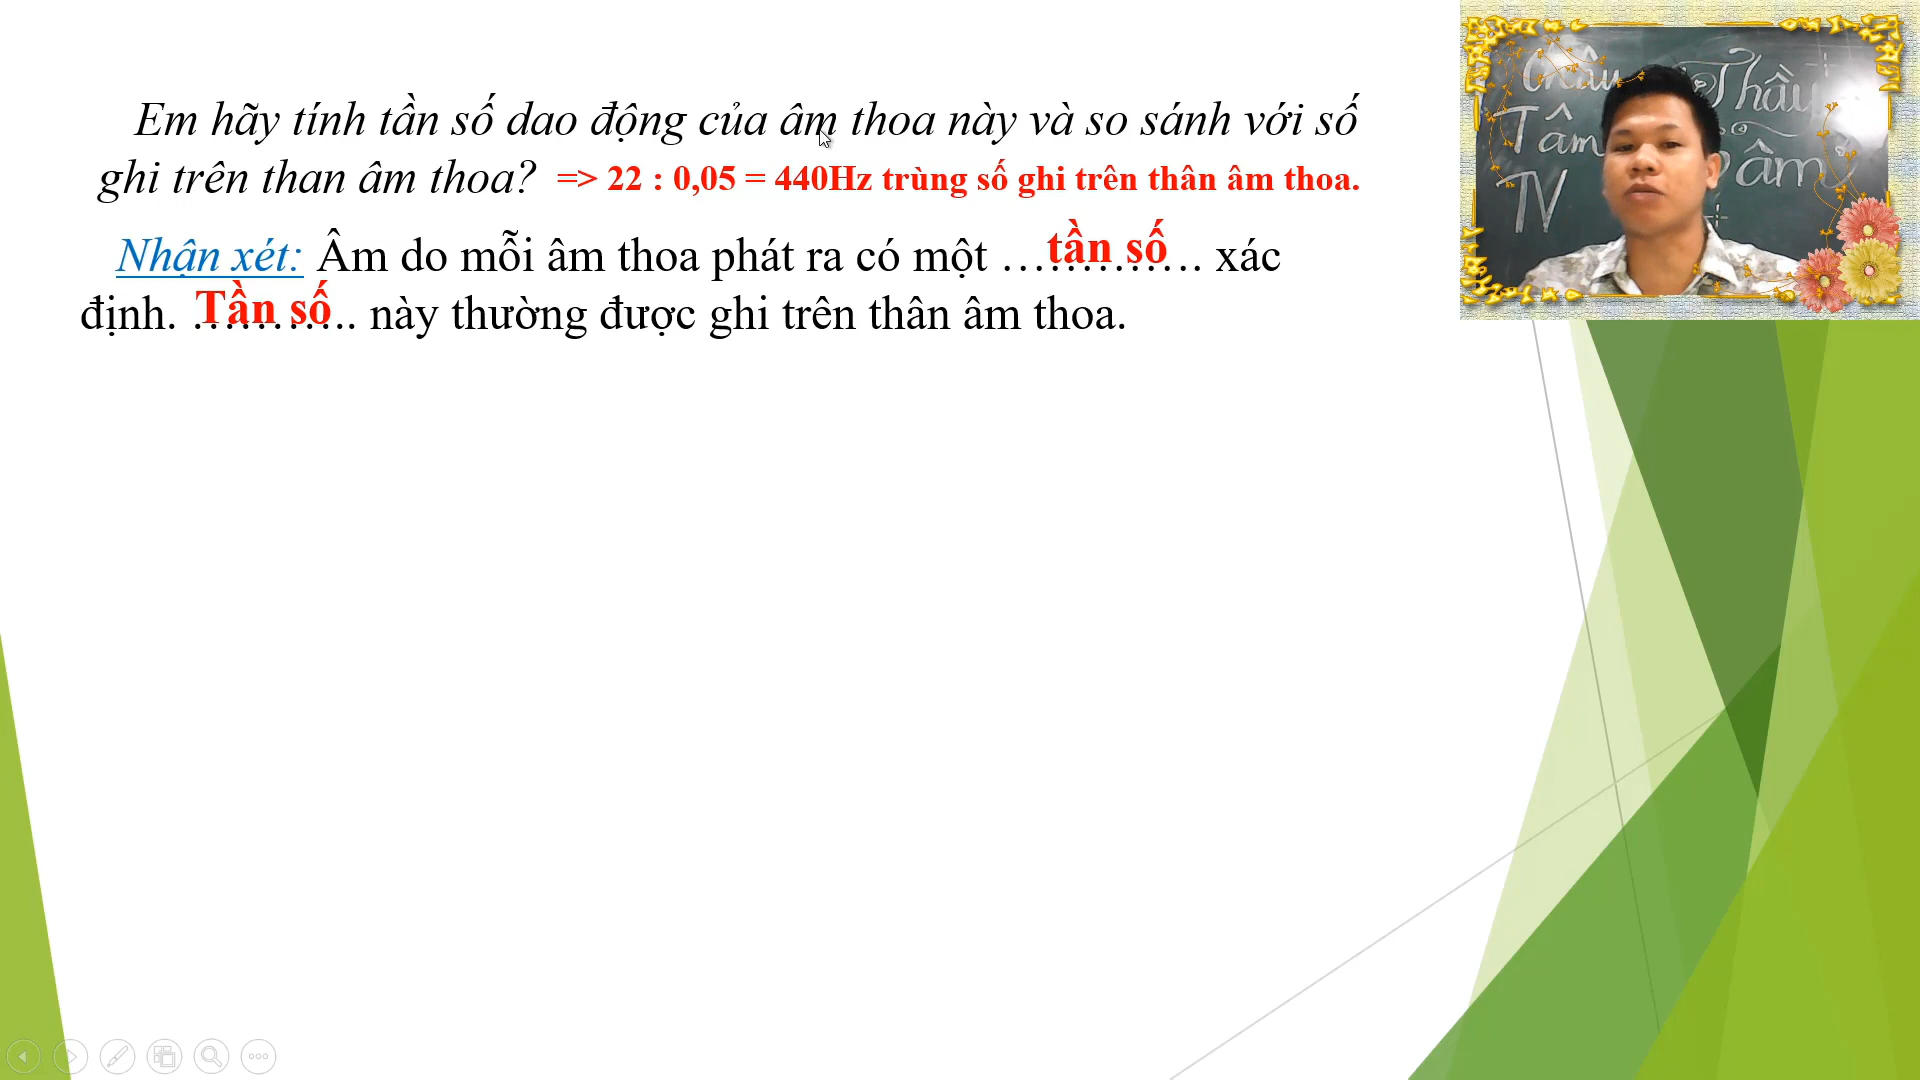 Em hãy tính tần số dao động của âm thoa này và so sánh với số
ghi trên than âm thoa? => 22 : 0,05 = 440Hz trùng số ghi trên thân âm thoa.
Nhận xét: Âm do mỗi âm thoa phát ra có một tần số xác
định. Tần số này thường được ghi trên thân âm thoa.
Thầu
Tâm
TV